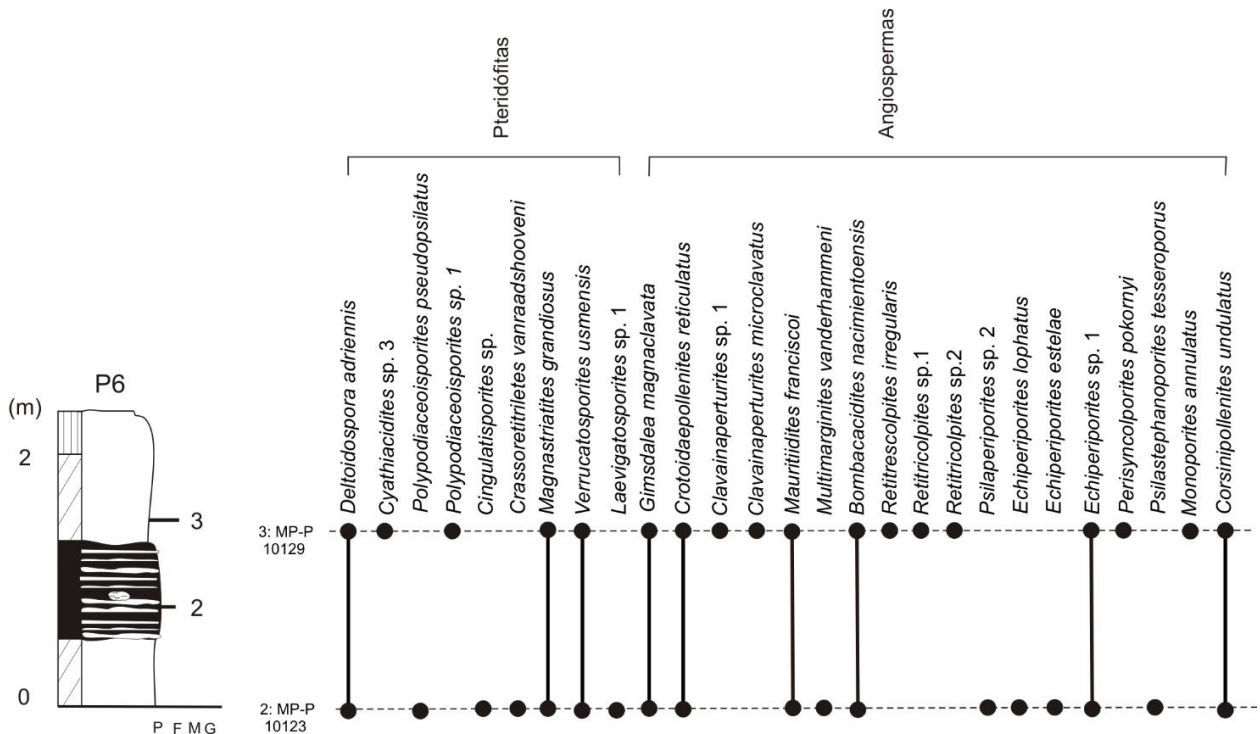 Pteridófitas
Angiospermas
Deltoidospora adriennis
Cyathiacidites sp. 3
Polypodiaceoisporites pseudopsilatus
Polypodiaceoisporites sp. 1
Cingulatisporites sp.
Crassoretitriletes vanraadshooveni
Magnastriatites grandiosus
Verrucatosporites usmensis
Laevigatosporites sp. 1
Gimsdalea magnaclavata
Crotoidaepollenites reticulatus
Clavainaperturites sp. 1
Clavainaperturites microclavatus
Mauritiidites franciscoi
Multimarginites vanderhammeni
Bombacacidites nacimientoensis
Retitrescolpites irregularis
Retitricolpites sp.1
Retitricolpites sp.2
Psilaperiporites sp. 2
Echiperiporites lophatus
Echiperiporites estelae
Echiperiporites sp. 1
Perisyncolporites pokornyi
Psilastephanoporites tesseroporus
Monoporites annulatus
Corsinipollenites undulatus
P6
(m)
2
3
2
0
P F M G
3: MP-P
10129
2: MP-P
10123